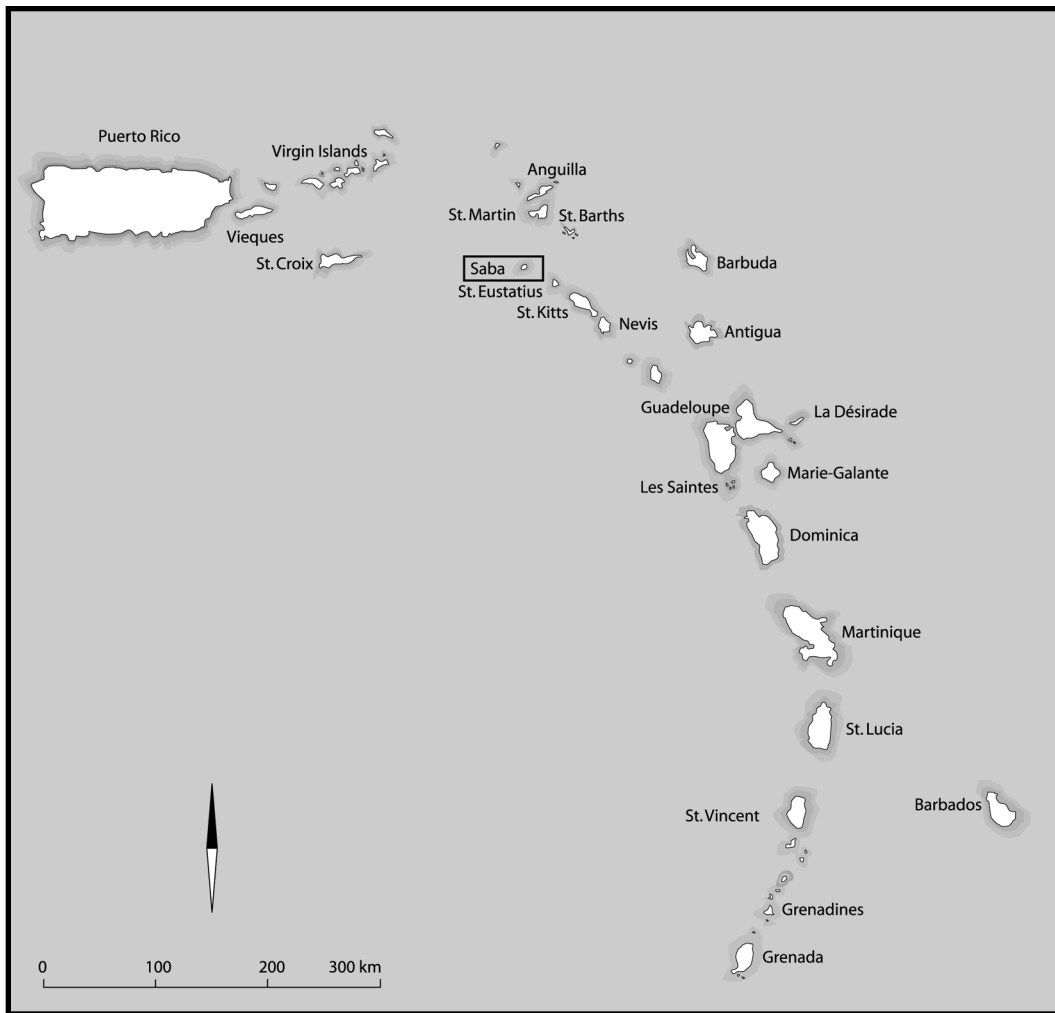 Puerto Rico
Virgin Islands
Anguilla
St. Martin
St. Barths
Vieques
St. Croix
Saba
Barbuda
St. Eustatius
St. Kitts
Nevis
Antigua
Guadeloupe
La Désirade
Marie-Galante
Les Saintes
Dominica
Martinique
St. Lucia
St. Vincent
Barbados
Grenadines
Grenada
0 100 200 300 km